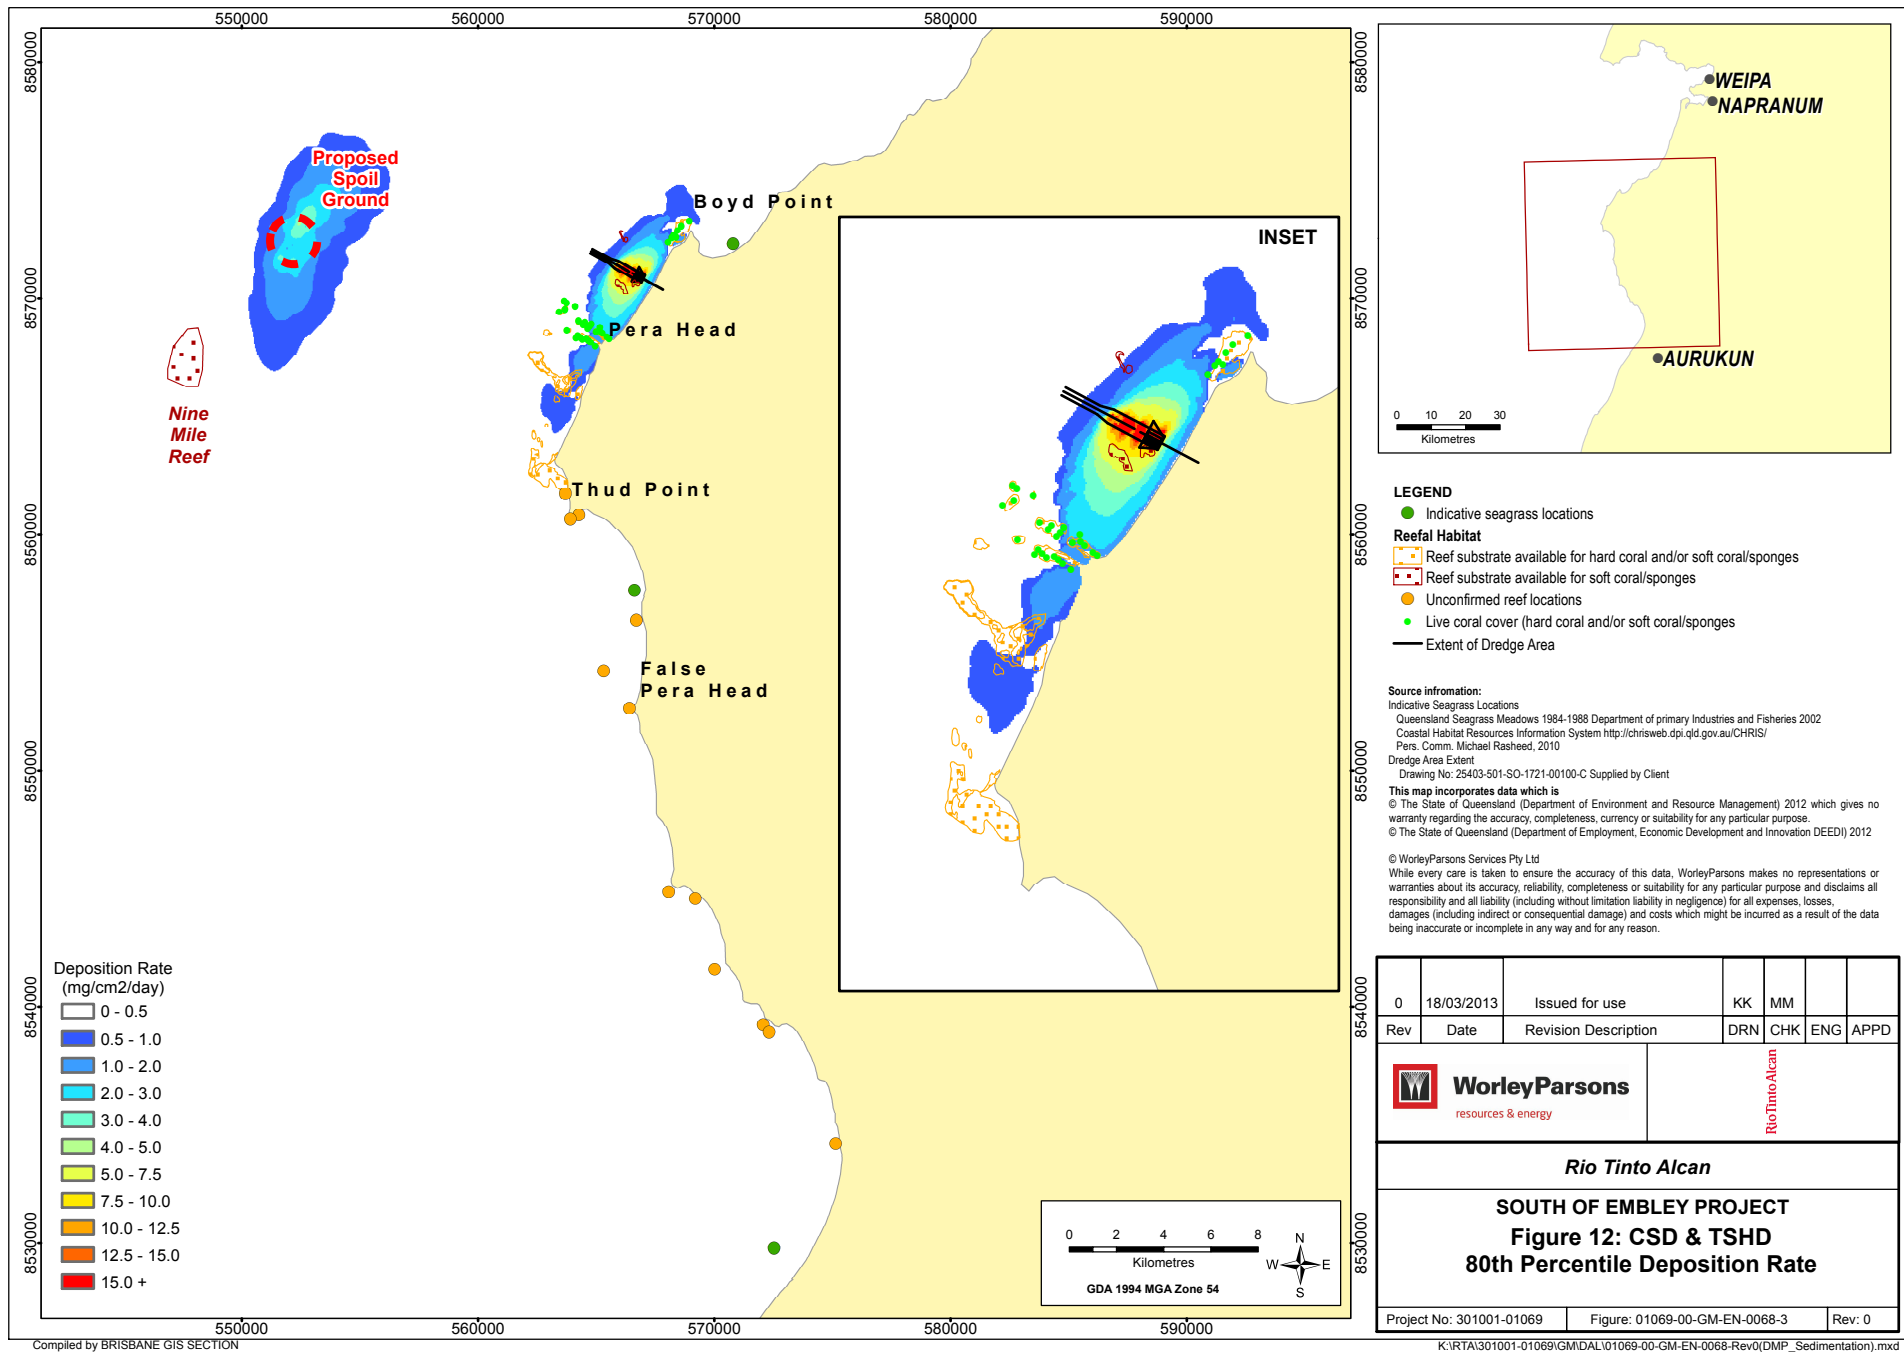 550000
560000
570000
580000
590000
8580000
8570000
8560000
8550000
8540000
8530000
8580000
8570000
8560000
8550000
8540000
8530000
Proposed
Spoil
Ground
Boyd Point
Pera Head
Nine
Mile
Reef
Thud Point
False
Pera Head
INSET
Deposition Rate
(mg/cm2/day)
0 - 0.5
0.5 - 1.0
1.0 - 2.0
2.0 - 3.0
3.0 - 4.0
4.0 - 5.0
5.0 - 7.5
7.5 - 10.0
10.0 - 12.5
12.5 - 15.0
15.0 +
0 2 4 6 8
Kilometres
GDA 1994 MGA Zone 54
N
W E
S
550000
560000
570000
580000
590000
WEIPA
NAPRANUM
AURUKUN
0 10 20 30
Kilometres
LEGEND
Indicative seagrass locations
Reefal Habitat
Reef substrate available for hard coral and/or soft coral/sponges
Reef substrate available for soft coral/sponges
Unconfirmed reef locations
Live coral cover (hard coral and/or soft coral/sponges
Extent of Dredge Area
Source infromation:
Indicative Seagrass Locations
Queensland Seagrass Meadows 1984-1988 Department of primary Industries and Fisheries 2002
Coastal Habitat Resources Information System http://chrisweb.dpi.qld.gov.au/CHRIS/
Pers. Comm. Michael Rasheed, 2010
Dredge Area Extent
Drawing No: 25403-501-SO-1721-00100-C Supplied by Client
This map incorporates data which is
© The State of Queensland (Department of Environment and Resource Management) 2012 which gives no
warranty regarding the accuracy, completeness, currency or suitability for any particular purpose.
© The State of Queensland (Department of Employment, Economic Development and Innovation DEEDI) 2012
© WorleyParsons Services Pty Ltd
While every care is taken to ensure the accuracy of this data, WorleyParsons makes no representations or
warranties about its accuracy, reliability, completeness or suitability for any particular purpose and disclaims all
responsibility and all liability (including without limitation liability in negligence) for all expenses, losses,
damages (including indirect or consequential damage) and costs which might be incurred as a result of the data
being inaccurate or incomplete in any way and for any reason.
0 18/03/2013 Issued for use KK MM
Rev Date Revision Description DRN CHK ENG APPD
WorleyParsons
resources & energy
RioTintoAlcan
Rio Tinto Alcan
SOUTH OF EMBLEY PROJECT
Figure 12: CSD & TSHD
80th Percentile Deposition Rate
Project No: 301001-01069 Figure: 01069-00-GM-EN-0068-3 Rev: 0
Compiled by BRISBANE GIS SECTION
K:\RTA\301001-01069\GM\DAL\01069-00-GM-EN-0068-Rev0(DMP_Sedimentation).mxd